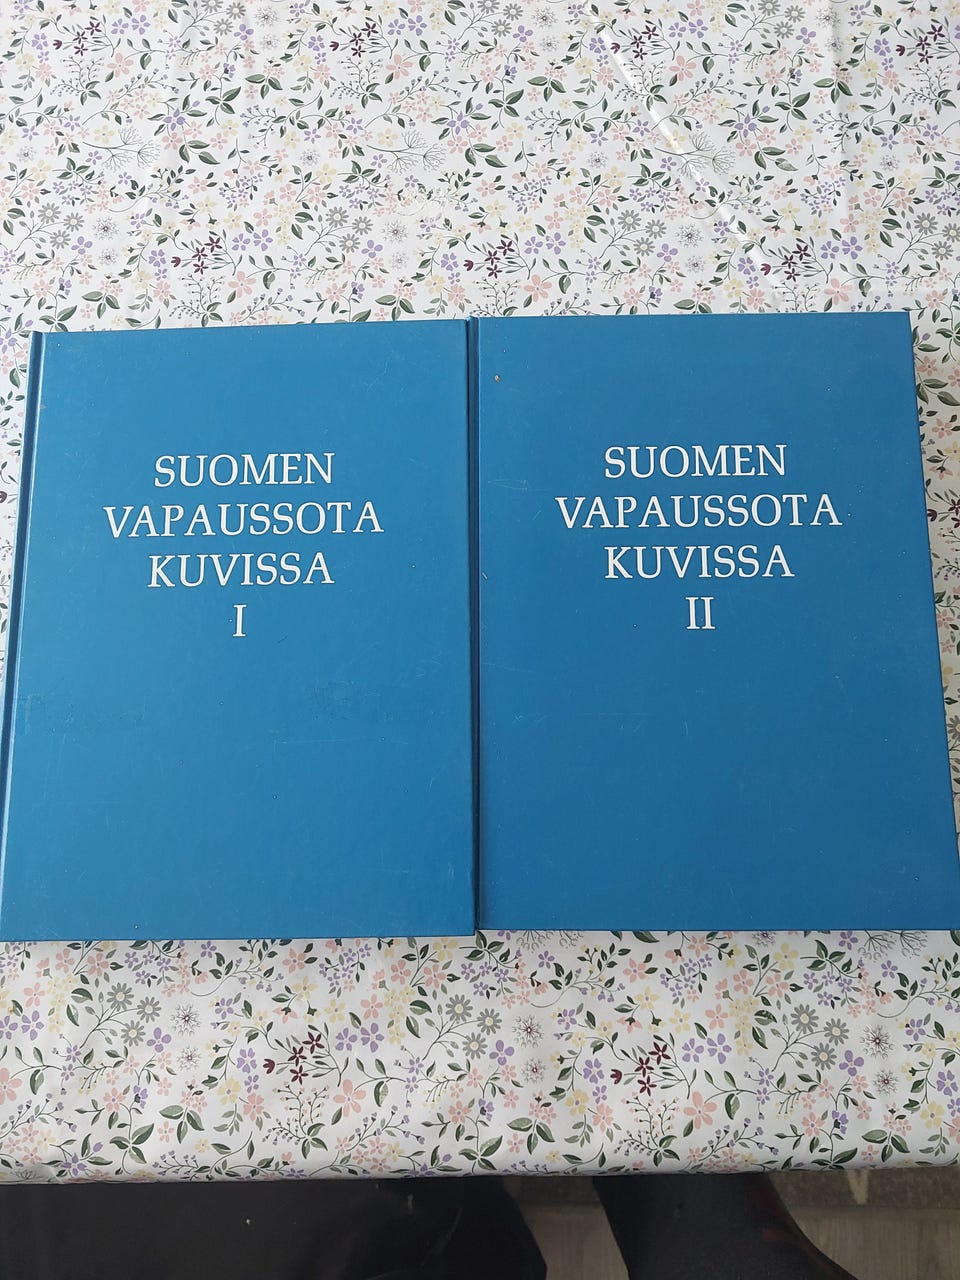 SUOMEN
VAPAUSSOTA
KUVISSA
I
SUOMEN
VAPAUSSOTA
KUVISSA
II